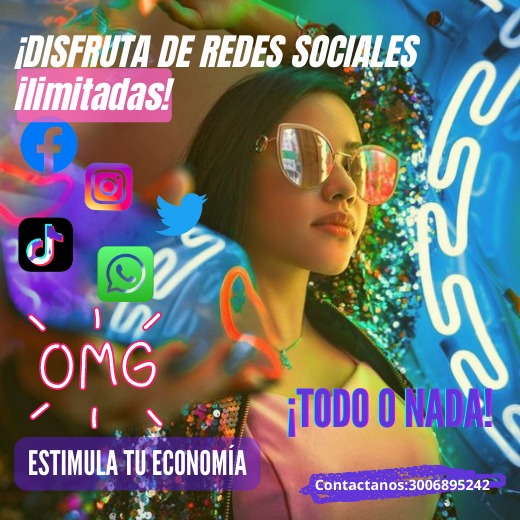 ¡DISFRUTA DE REDES SOCIALES
ilimitadas!
OMG
¡TODO O NADA!
ESTIMULA TU ECONOMÍA
Contactanos:3006895242